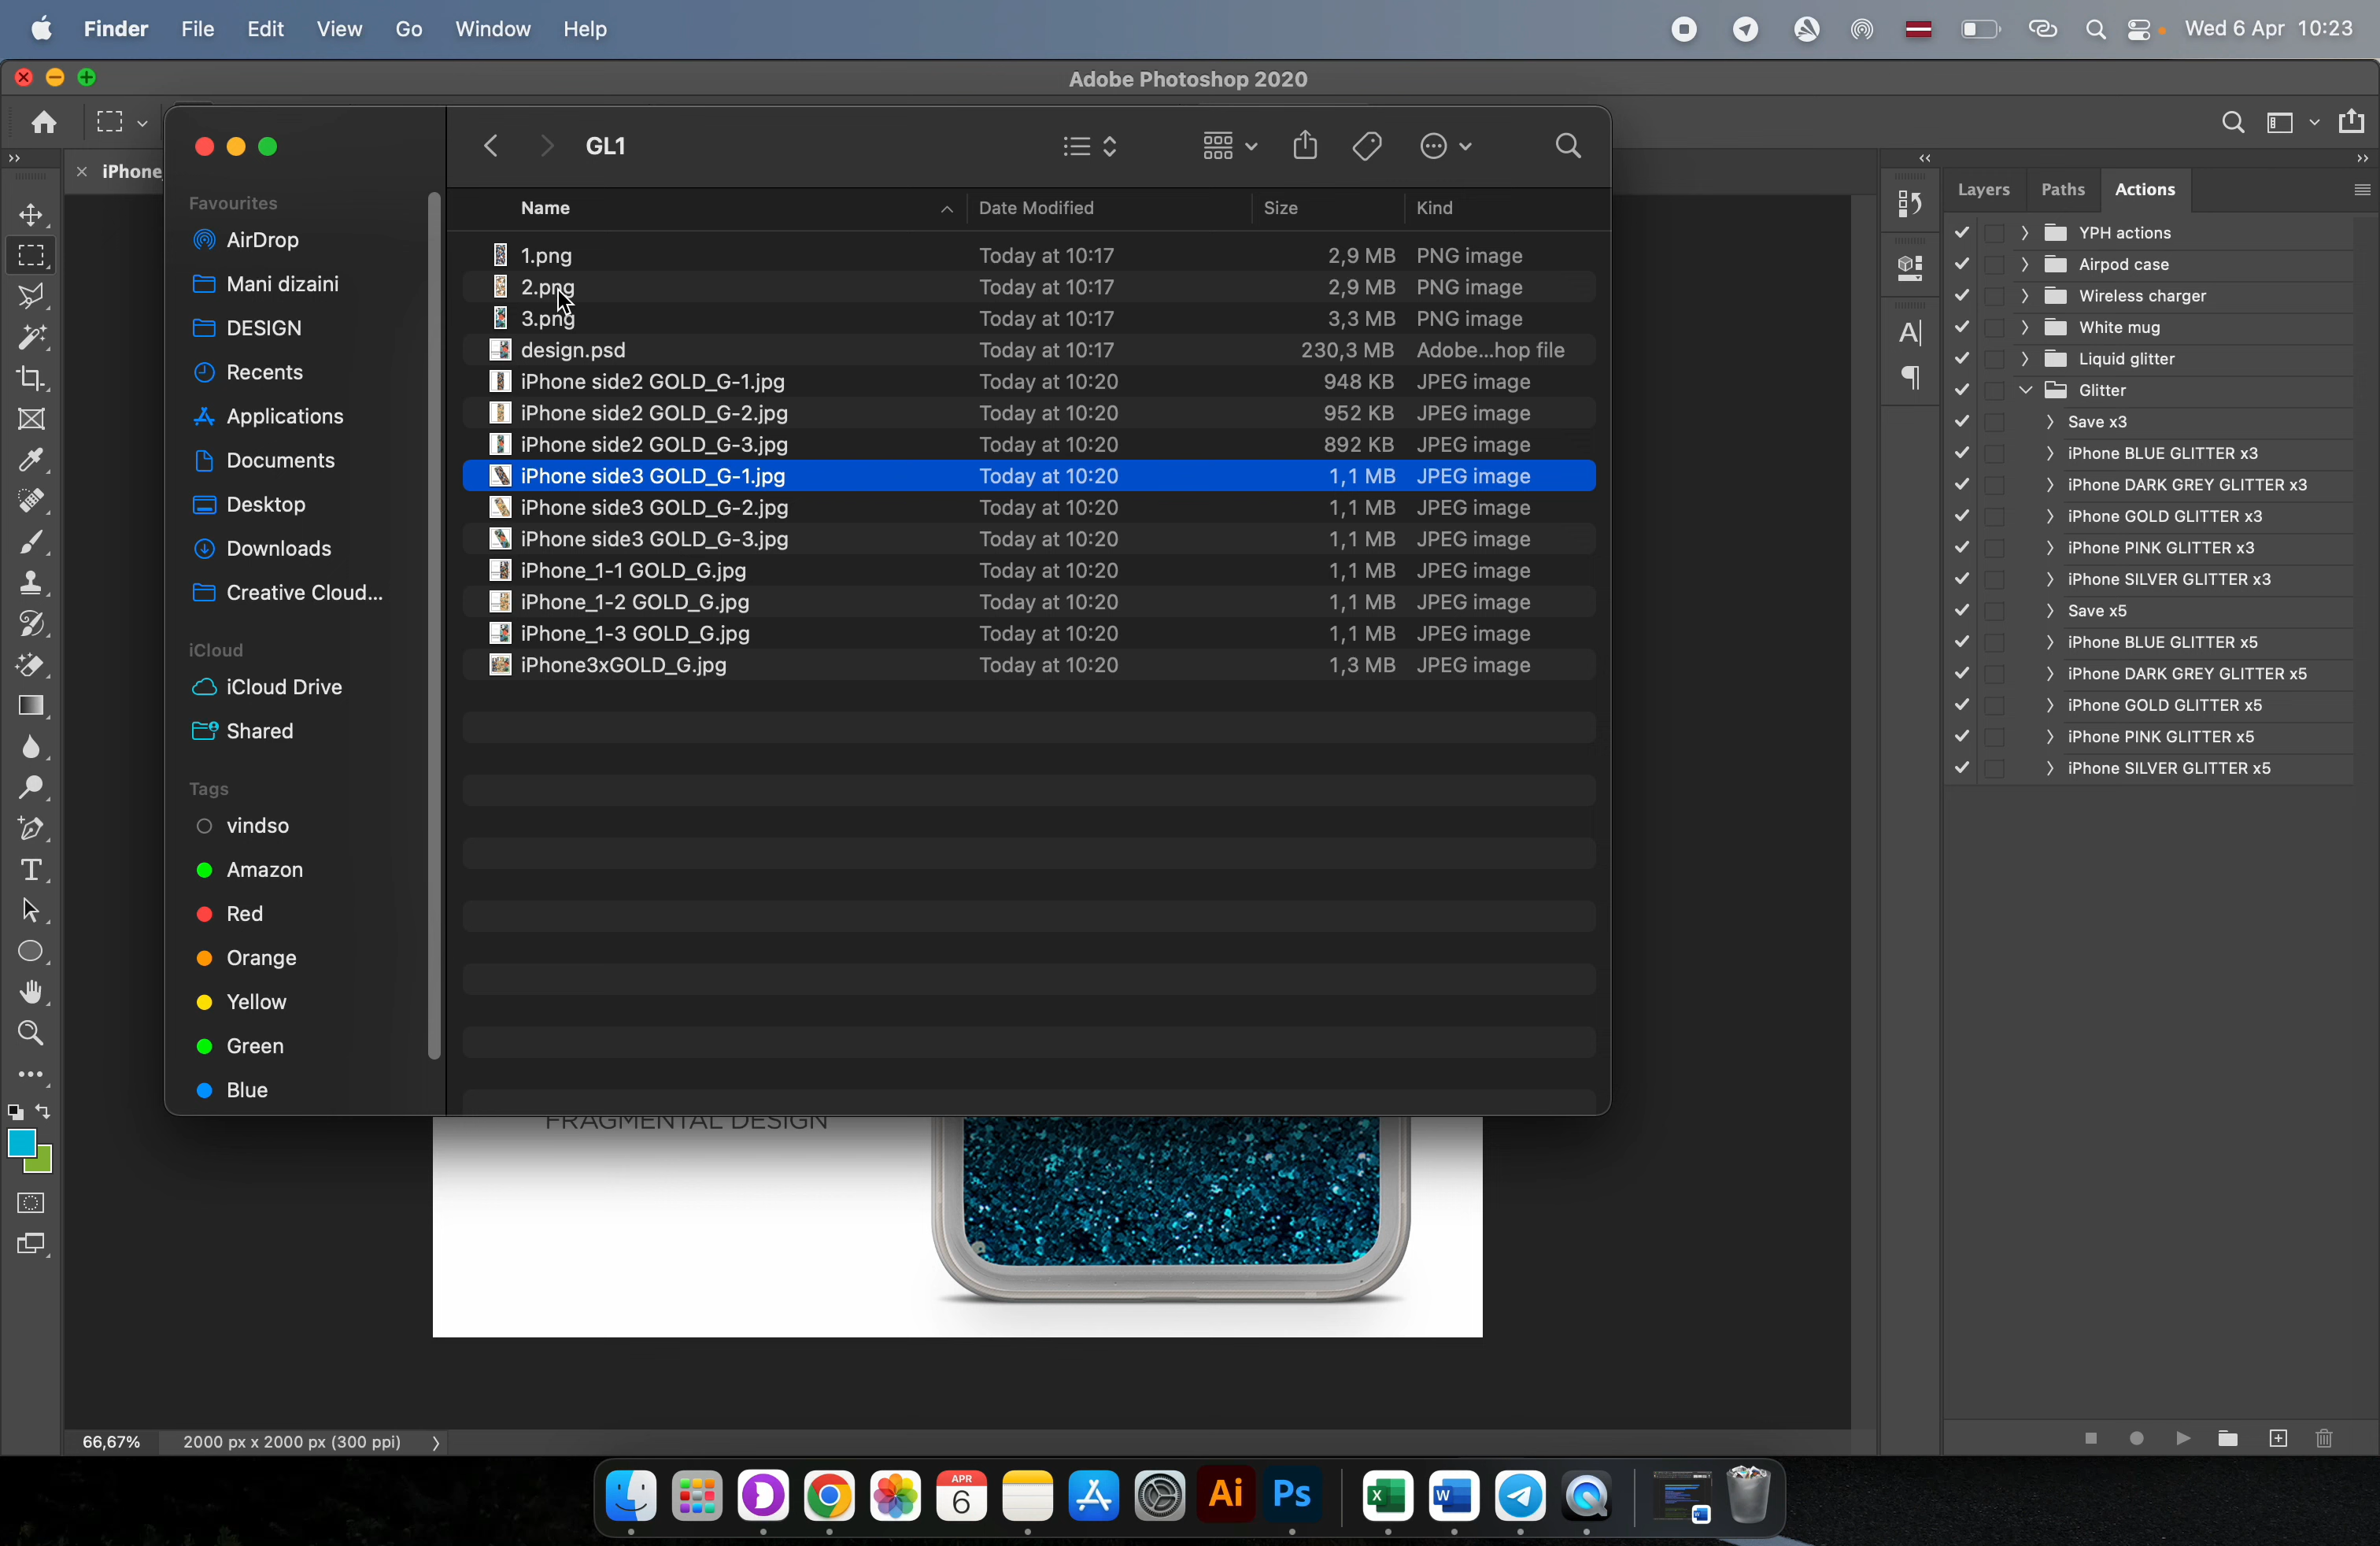 Finder File Edit View Go Window Help Wed 6 Apr 10:23
Adobe Photoshop 2020
iPhone
GL1
Favourites
AirDrop
Mani dizaini
DESIGN
Recents
Applications
Documents
Desktop
Downloads
Creative Cloud...
iCloud
iCloud Drive
Shared
Tags
vindso
Amazon
Red
Orange
Yellow
Green
Blue
Name Date Modified Size Kind
1.png Today at 10:17 2,9 MB PNG image
2.png Today at 10:17 2,9 MB PNG image
3.png Today at 10:17 3,3 MB PNG image
design.psd Today at 10:17 230,3 MB Adobe...hop file
iPhone side2 GOLD_G-1.jpg Today at 10:20 948 KB JPEG image
iPhone side2 GOLD_G-2.jpg Today at 10:20 952 KB JPEG image
iPhone side2 GOLD_G-3.jpg Today at 10:20 892 KB JPEG image
iPhone side3 GOLD_G-1.jpg Today at 10:20 1,1 MB JPEG image
iPhone side3 GOLD_G-2.jpg Today at 10:20 1,1 MB JPEG image
iPhone side3 GOLD_G-3.jpg Today at 10:20 1,1 MB JPEG image
iPhone_1-1 GOLD_G.jpg Today at 10:20 1,1 MB JPEG image
iPhone_1-2 GOLD_G.jpg Today at 10:20 1,1 MB JPEG image
iPhone_1-3 GOLD_G.jpg Today at 10:20 1,1 MB JPEG image
iPhone3xGOLD_G.jpg Today at 10:20 1,3 MB JPEG image
Layers Paths Actions
YPH actions
Airpod case
Wireless charger
White mug
Liquid glitter
Glitter
Save x3
iPhone BLUE GLITTER x3
iPhone DARK GREY GLITTER x3
iPhone GOLD GLITTER x3
iPhone PINK GLITTER x3
iPhone SILVER GLITTER x3
Save x5
iPhone BLUE GLITTER x5
iPhone DARK GREY GLITTER x5
iPhone GOLD GLITTER x5
iPhone PINK GLITTER x5
iPhone SILVER GLITTER x5
FRAGMENTAL DESIGN
66,67% 2000 px x 2000 px (300 ppi)
APR
6
Ai
Ps
X
W